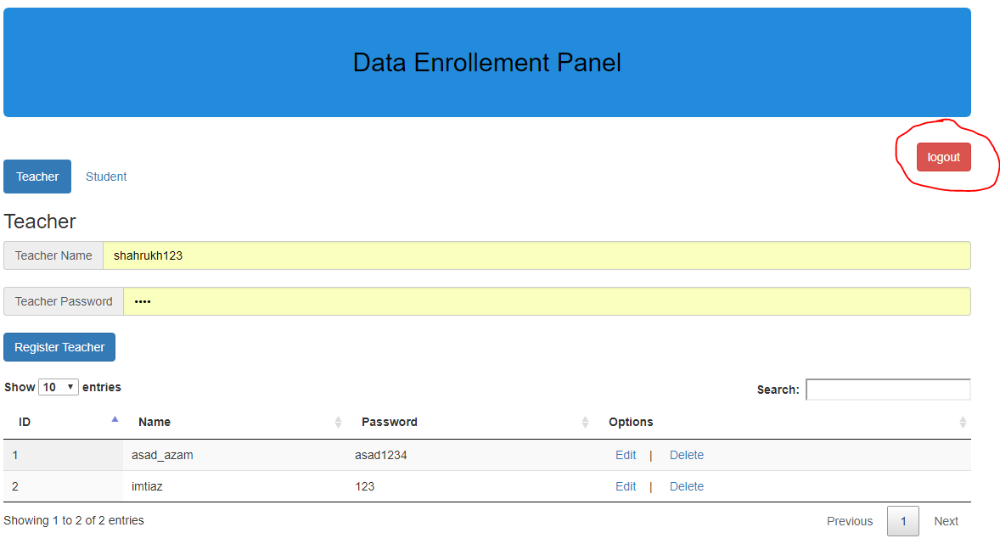 Data Enrollement Panel
logout
Teacher Student
Teacher
Teacher Name shahrukh123
Teacher Password ••••
Register Teacher
Show 10 entries Search:
ID Name Password Options
1 asad_azam asad1234 Edit | Delete
2 imtiaz 123 Edit | Delete
Showing 1 to 2 of 2 entries Previous 1 Next